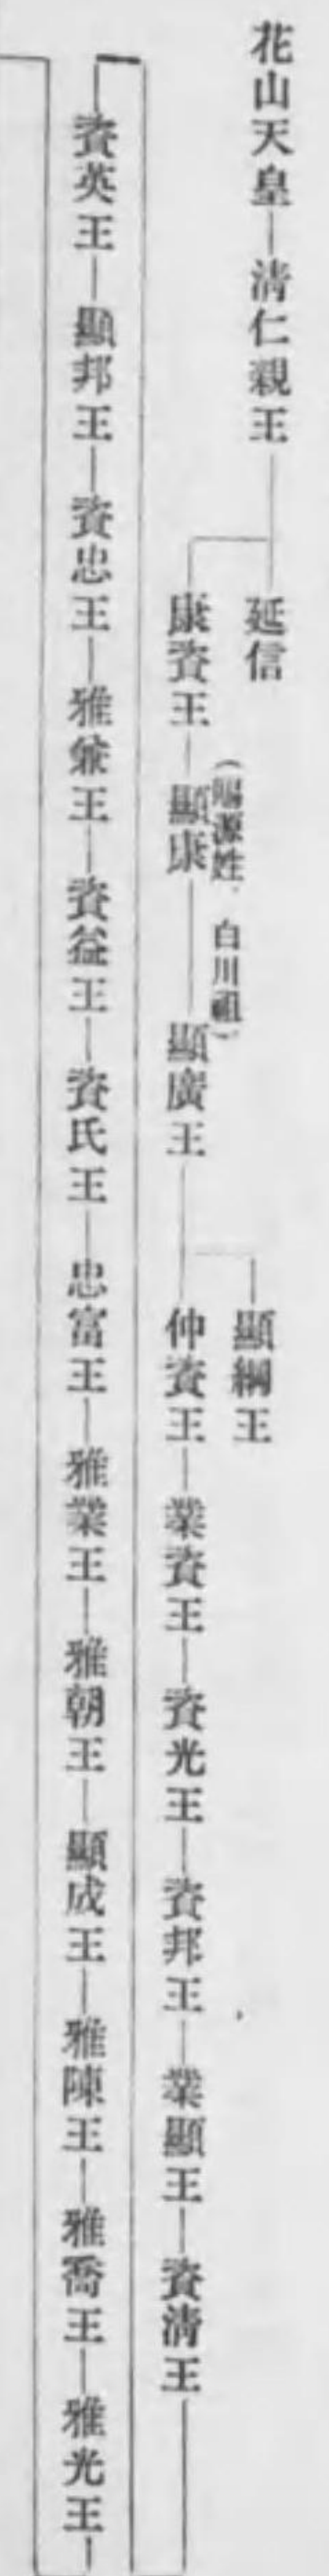 花山天皇―淸仁親王
延信
康資王―顯康―顯廣王
(賜源姓、白川祖)
顯綱王
仲資王―業資王―資光王―資邦王―業顯王―資淸王
資英王―顯邦王―資忠王―雅兼王―資益王―資氏王―忠富王―雅業王―雅朝王―顯成王―雅陳王―雅喬王―雅光王